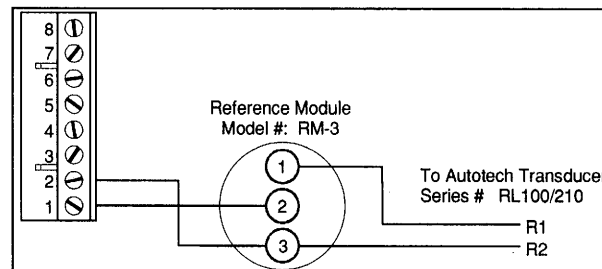 8
7
6
5
4
3
2
1
Reference Module
Model #: RM-3
1
2
3
To Autotech Transduce
Series # RL100/210
R1
R2